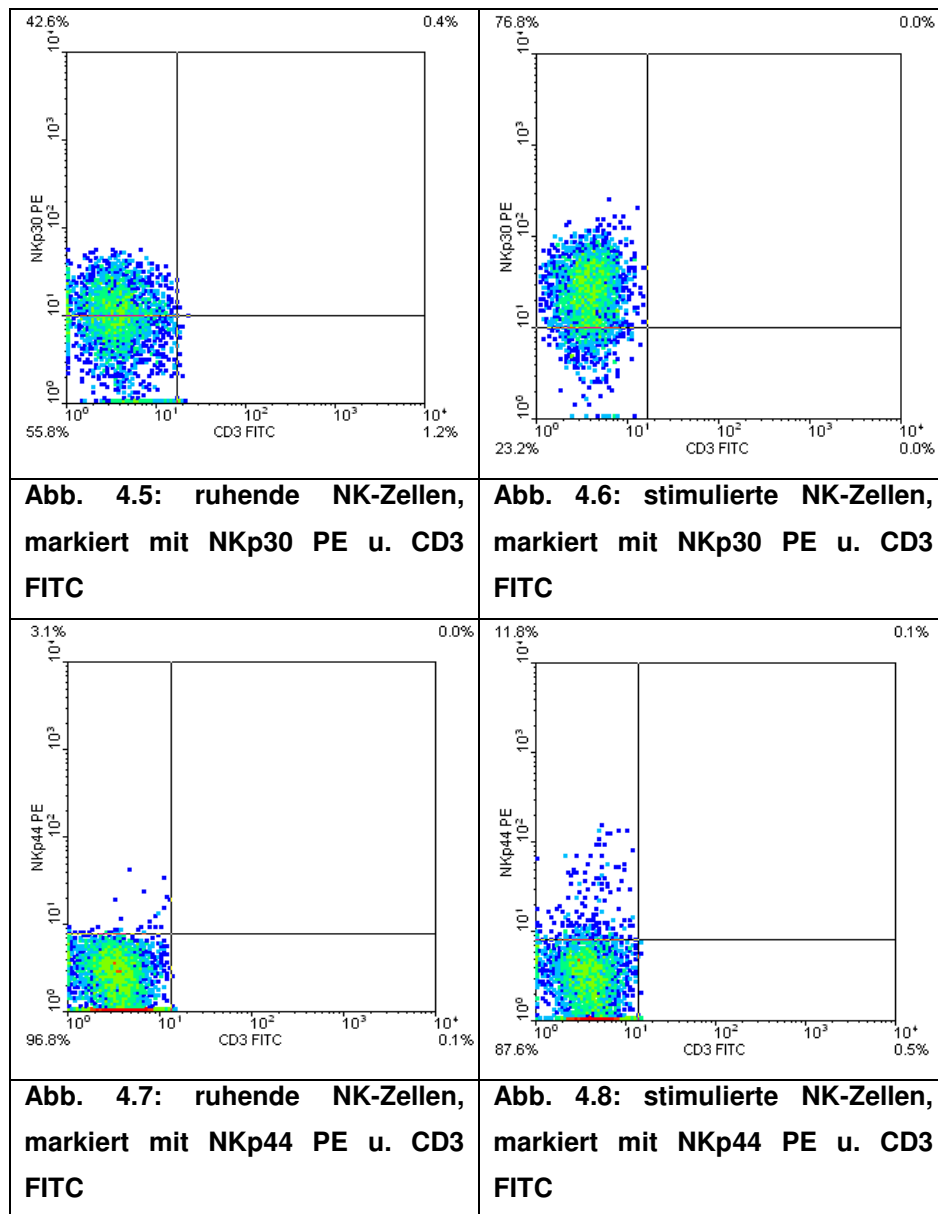 42.6% 0.4%
10⁴
10³
10²
10¹
10⁰
NKp30 PE
10⁰ 10¹ 10² 10³ 10⁴
55.8% CD3 FITC 1.2%
76.8% 0.0%
10⁴
10³
10²
10¹
10⁰
NKp30 PE
10⁰ 10¹ 10² 10³ 10⁴
23.2% CD3 FITC 0.0%
Abb. 4.5: ruhende NK-Zellen,
markiert mit NKp30 PE u. CD3
FITC
Abb. 4.6: stimulierte NK-Zellen,
markiert mit NKp30 PE u. CD3
FITC
3.1% 0.0%
10⁴
10³
10²
10¹
10⁰
NKp44 PE
10⁰ 10¹ 10² 10³ 10⁴
96.8% CD3 FITC 0.1%
11.8% 0.1%
10⁴
10³
10²
10¹
10⁰
NKp44 PE
10⁰ 10¹ 10² 10³ 10⁴
87.6% CD3 FITC 0.5%
Abb. 4.7: ruhende NK-Zellen,
markiert mit NKp44 PE u. CD3
FITC
Abb. 4.8: stimulierte NK-Zellen,
markiert mit NKp44 PE u. CD3
FITC